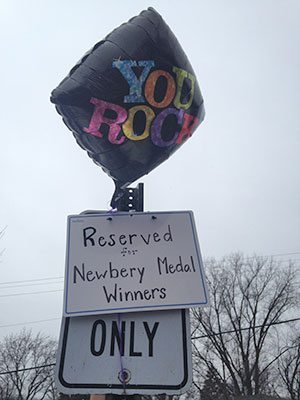 YOU
ROCK
Reserved
for
Newbery Medal
Winners
ONLY